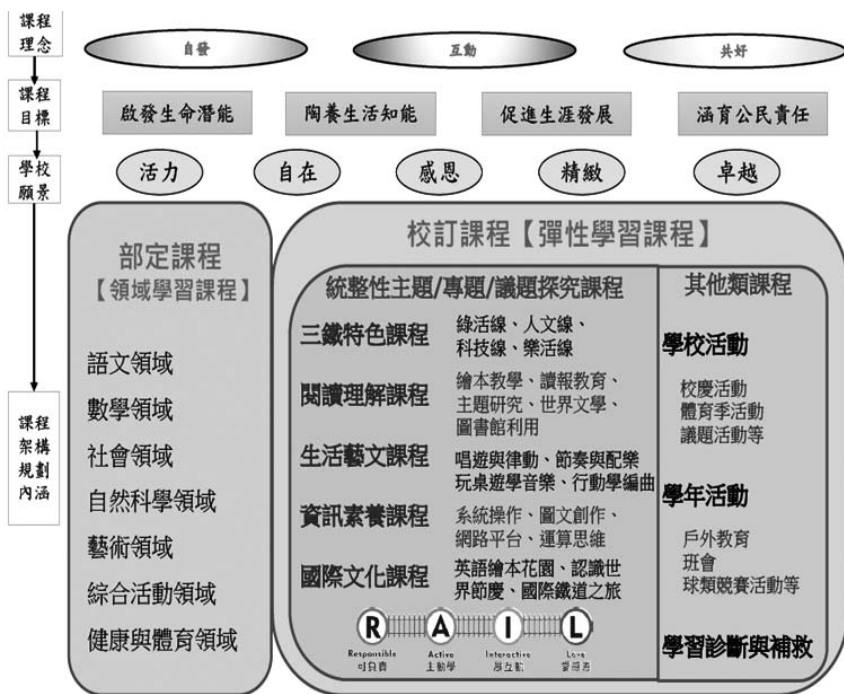 課程
理念
自發
互動
共好
課程
目標
啟發生命潛能
陶養生活知能
促進生涯發展
涵育公民責任
學校
願景
活力
自在
感恩
精緻
卓越
課程
架構
規劃
內涵
部定課程
【領域學習課程】
語文領域
數學領域
社會領域
自然科學領域
藝術領域
綜合活動領域
健康與體育領域
校訂課程【彈性學習課程】
統整性主題/專題/議題探究課程
三鐵特色課程
綠活線、人文線、
科技線、樂活線
閱讀理解課程
繪本教學、讀報教育、
主題研究、世界文學、
圖書館利用
生活藝文課程
唱遊與律動、節奏與配樂
玩桌遊學音樂、行動學編曲
資訊素養課程
系統操作、圖文創作、
網路平台、運算思維
國際文化課程
英語繪本花園、認識世
界節慶、國際鐵道之旅
R A I L
Responsible Active Interactive Love
可負責 主動學
其他類課程
學校活動
校慶活動
體育季活動
議題活動等
學年活動
戶外教育
班會
球類競賽活動等
學習診斷與補救